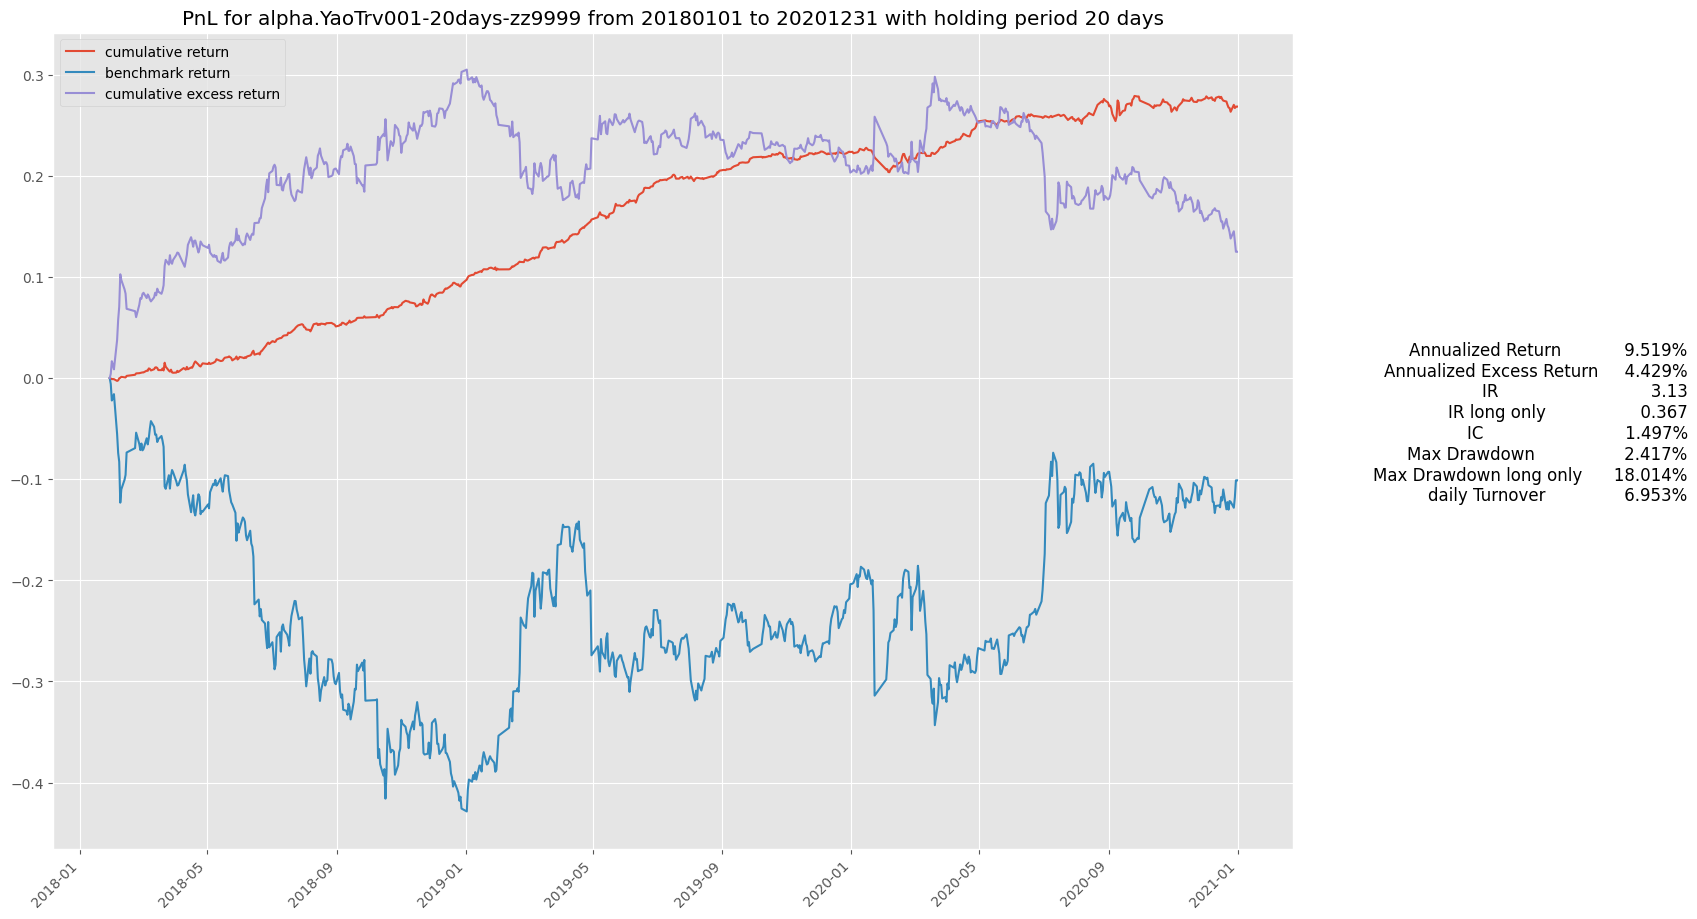 PnL for alpha.YaoTrv001-20days-zz9999 from 20180101 to 20201231 with holding period 20 days
cumulative return
benchmark return
cumulative excess return
0.3
0.2
0.1
0.0
−0.1
−0.2
−0.3
−0.4
2018-01
2018-05
2018-09
2019-01
2019-05
2019-09
2020-01
2020-05
2020-09
2021-01
Annualized Return 9.519%
Annualized Excess Return 4.429%
IR 3.13
IR long only 0.367
IC 1.497%
Max Drawdown 2.417%
Max Drawdown long only 18.014%
daily Turnover 6.953%